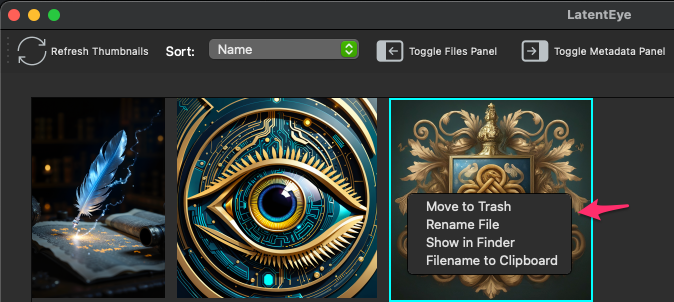 LatentEye
Refresh Thumbnails Sort: Name Toggle Files Panel Toggle Metadata Panel
Move to Trash
Rename File
Show in Finder
Filename to Clipboard